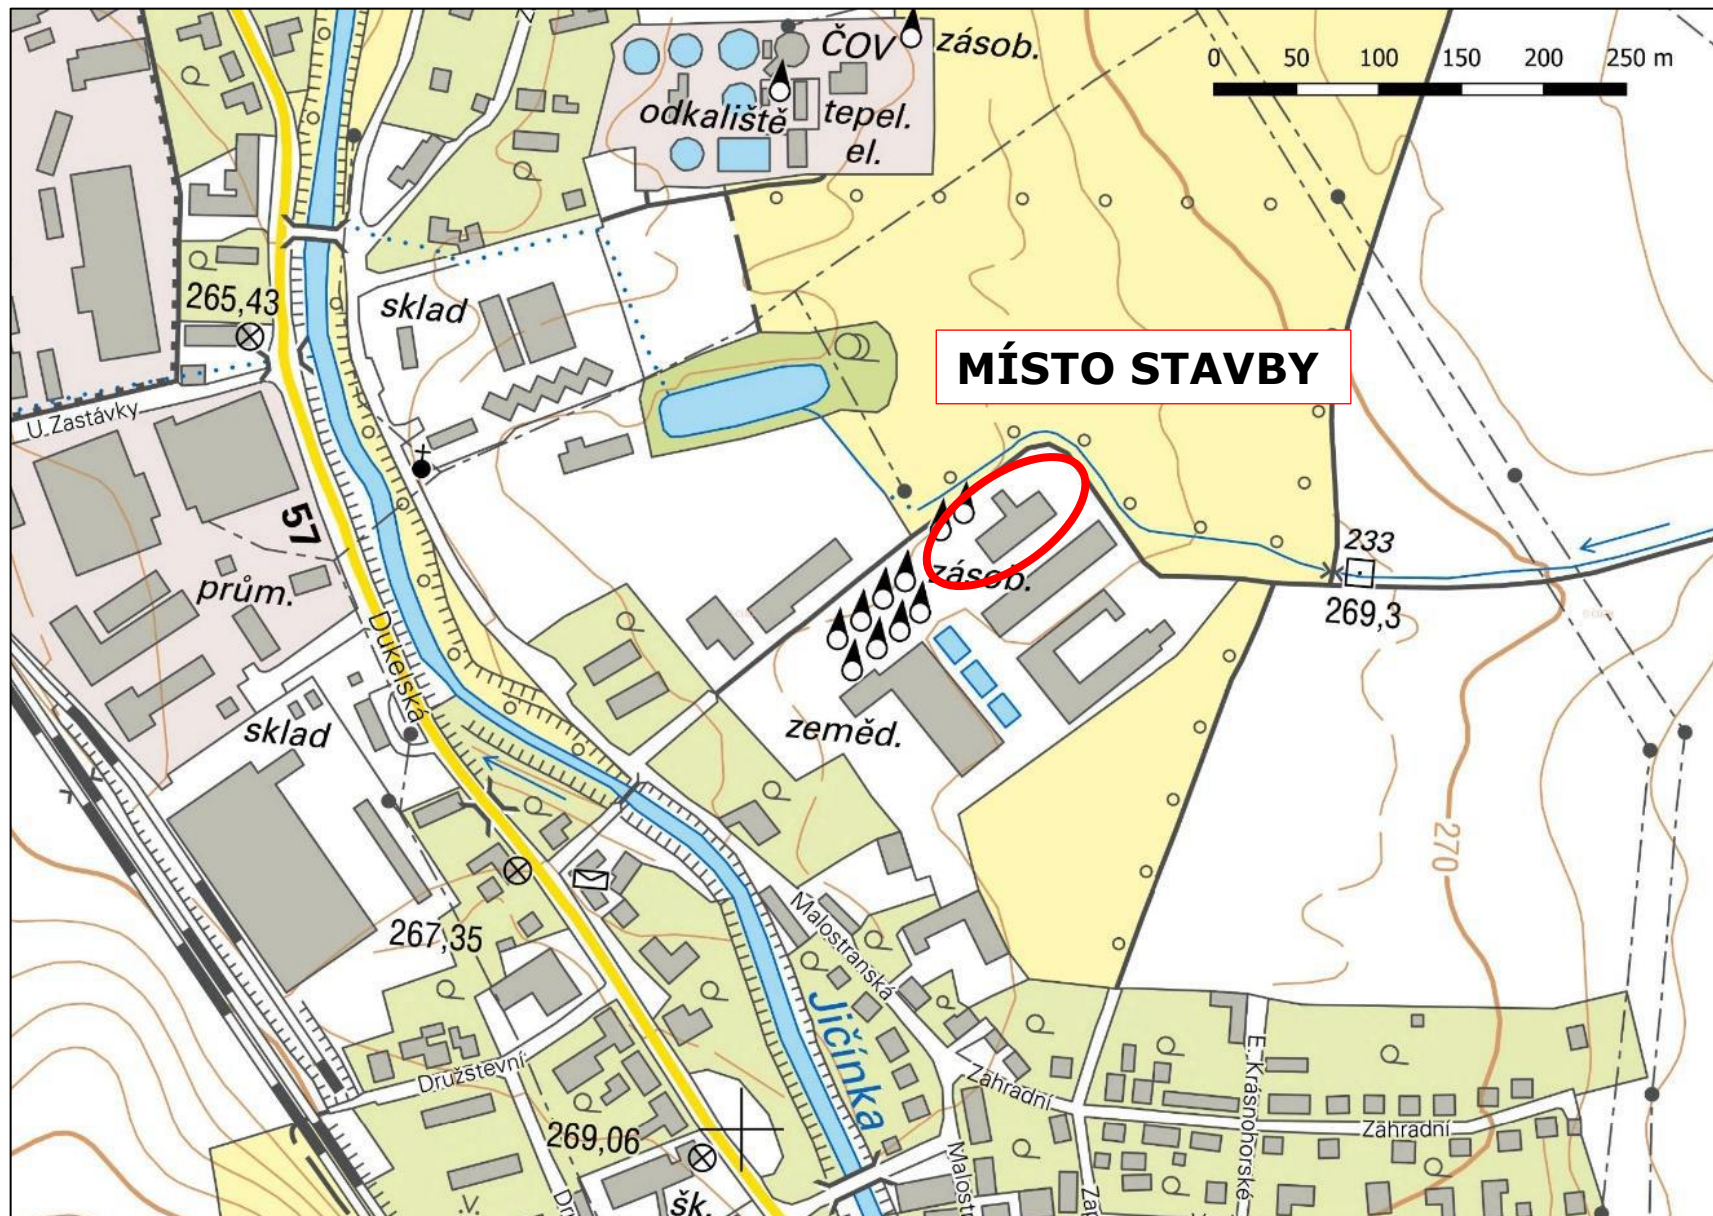 ČOV
zásob.
0 50 100 150 200 250 m
odkaliště
tepel.
el.
265,43
sklad
MÍSTO STAVBY
U Zastávky
57
233
zásob.
prům.
269,3
Dukelská
sklad
zeměd.
270
Malostranská
267,35
Jičínka
E. Krásnohorské
Družstevní
Zahradní
Zahradní
269,06
Malostr
šk.